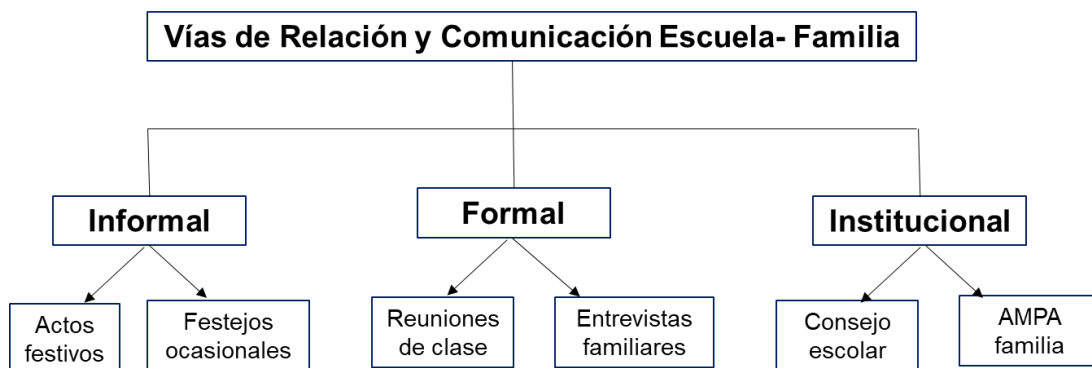 Vías de Relación y Comunicación Escuela- Familia
Informal
Formal
Institucional
Actos
festivos
Festejos
ocasionales
Reuniones
de clase
Entrevistas
familiares
Consejo
escolar
AMPA
familia